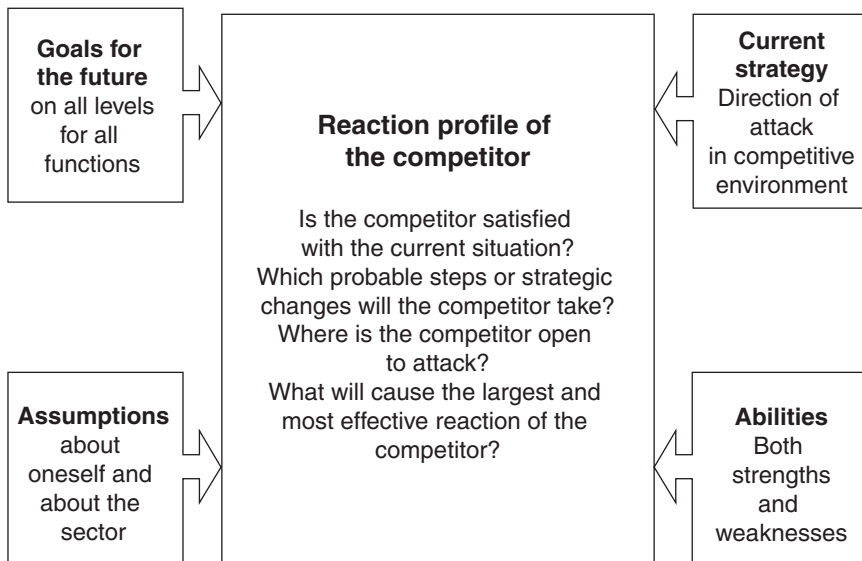 Goals for
the future
on all levels
for all
functions
Reaction profile of
the competitor
Is the competitor satisfied
with the current situation?
Which probable steps or strategic
changes will the competitor take?
Where is the competitor open
to attack?
What will cause the largest and
most effective reaction of the
competitor?
Current
strategy
Direction of
attack
in competitive
environment
Assumptions
about
oneself and
about the
sector
Abilities
Both
strengths
and
weaknesses